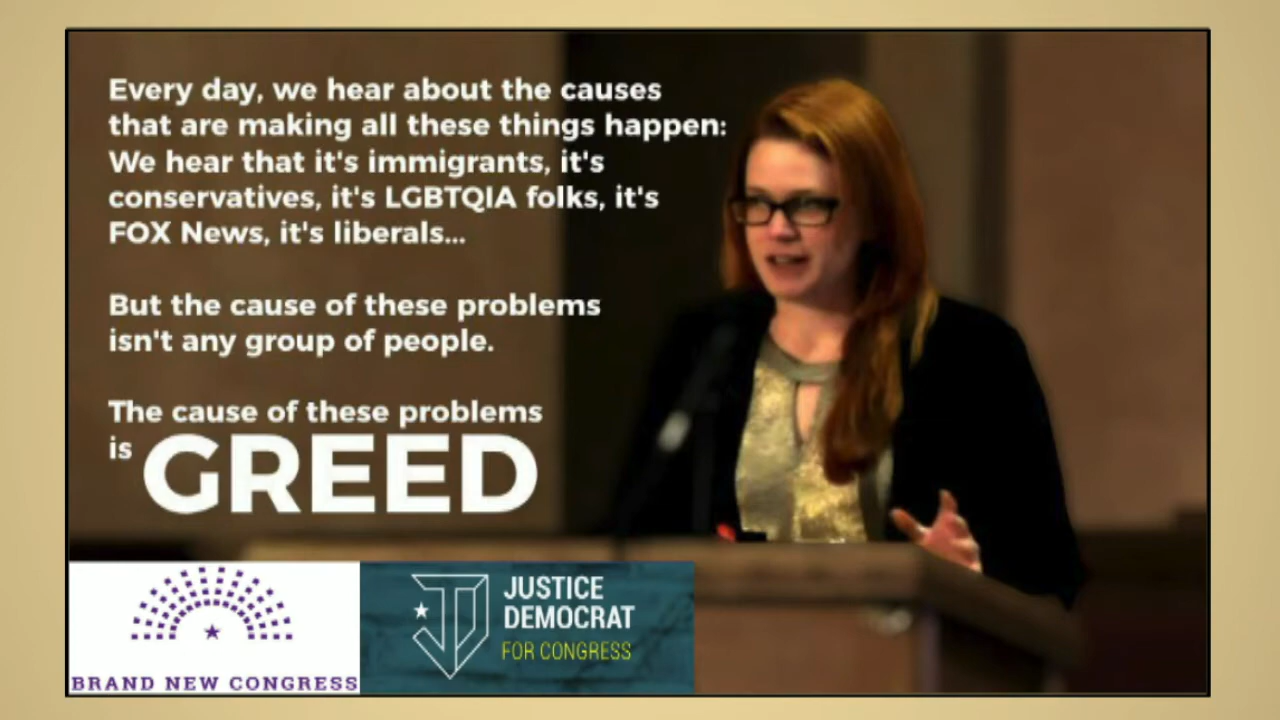 Every day, we hear about the causes
that are making all these things happen:
We hear that it's immigrants, it's
conservatives, it's LGBTQIA folks, it's
FOX News, it's liberals...
But the cause of these problems
isn't any group of people.
The cause of these problems
is GREED
BRAND NEW CONGRESS
JUSTICE
DEMOCRAT
FOR CONGRESS